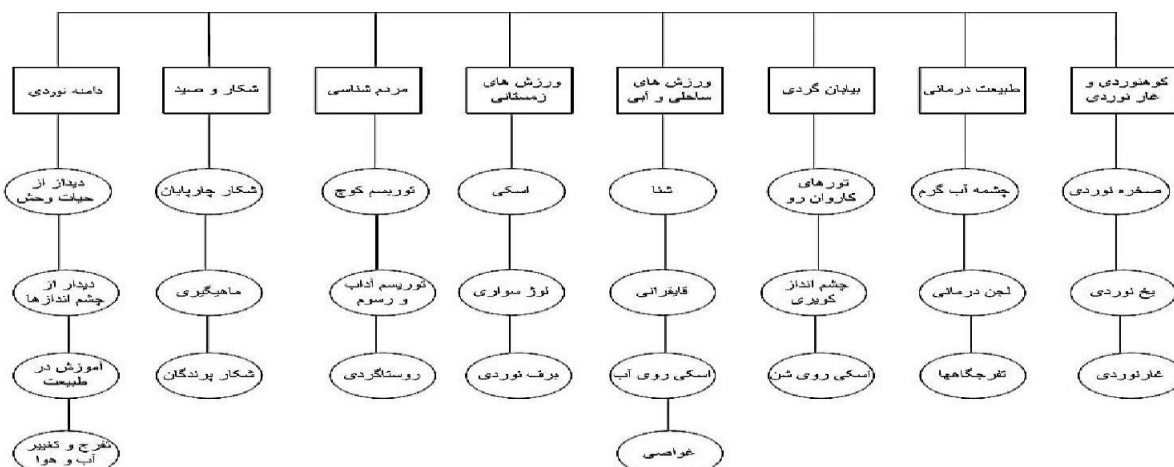 کوهنوردی و
غار نوردی
طبیعت درمانی
بیابان گردی
ورزش های
ساحلی و آبی
ورزش های
زمستانی
مردم شناسی
شکار و صید
دامنه نوردی
صخره نوردی
چشمه آب گرم
تورهای
کاروان رو
شنا
اسکی
توریسم کوچ
شکار چارپایان
دیداز از
حیات وحش
یخ نوردی
لجن درمانی
چشم انداز
کویری
قایقرانی
لوژ سواری
توریسم آداب
و رسوم
ماهیگیری
دیدار از
چشم اندازها
غارنوردی
تفرجگاهها
اسکی روی شن
اسکی روی آب
برف نوردی
روستاگردی
شکار پرندگان
آموزش در
طبیعت
غواصی
تفرج و تغییر
آب و هوا